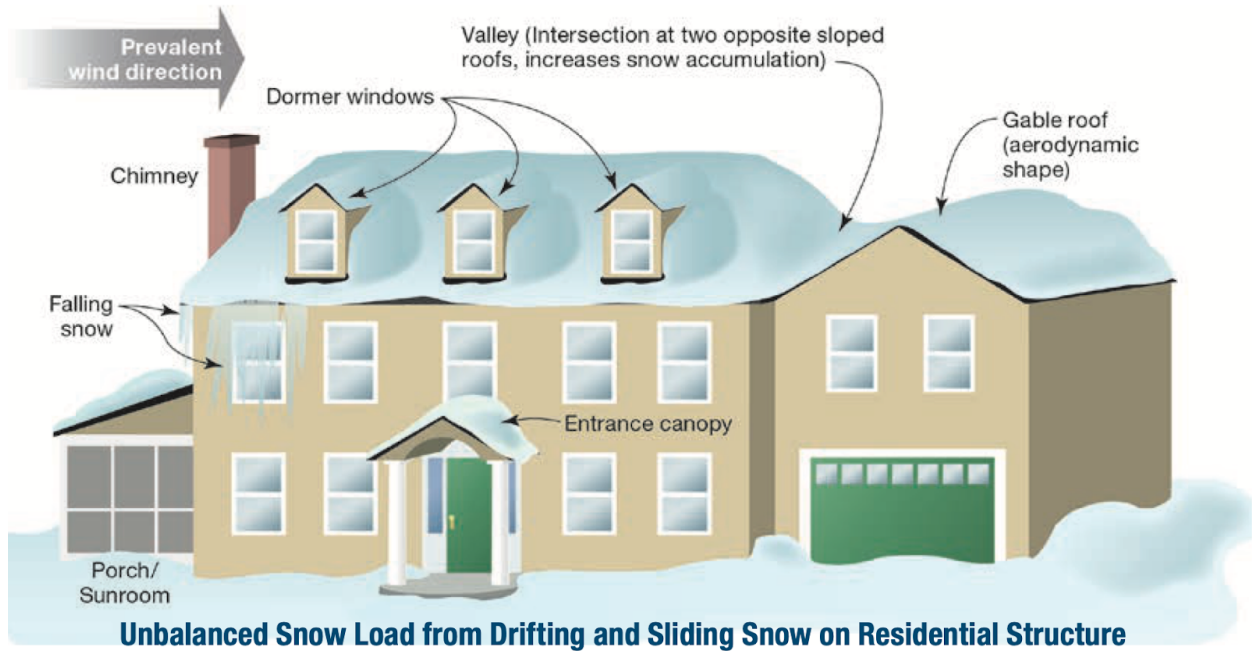 Prevalent
wind direction
Valley (Intersection at two opposite sloped
roofs, increases snow accumulation)
Dormer windows
Gable roof
(aerodynamic
shape)
Chimney
Falling
snow
Entrance canopy
Porch/
Sunroom
Unbalanced Snow Load from Drifting and Sliding Snow on Residential Structure